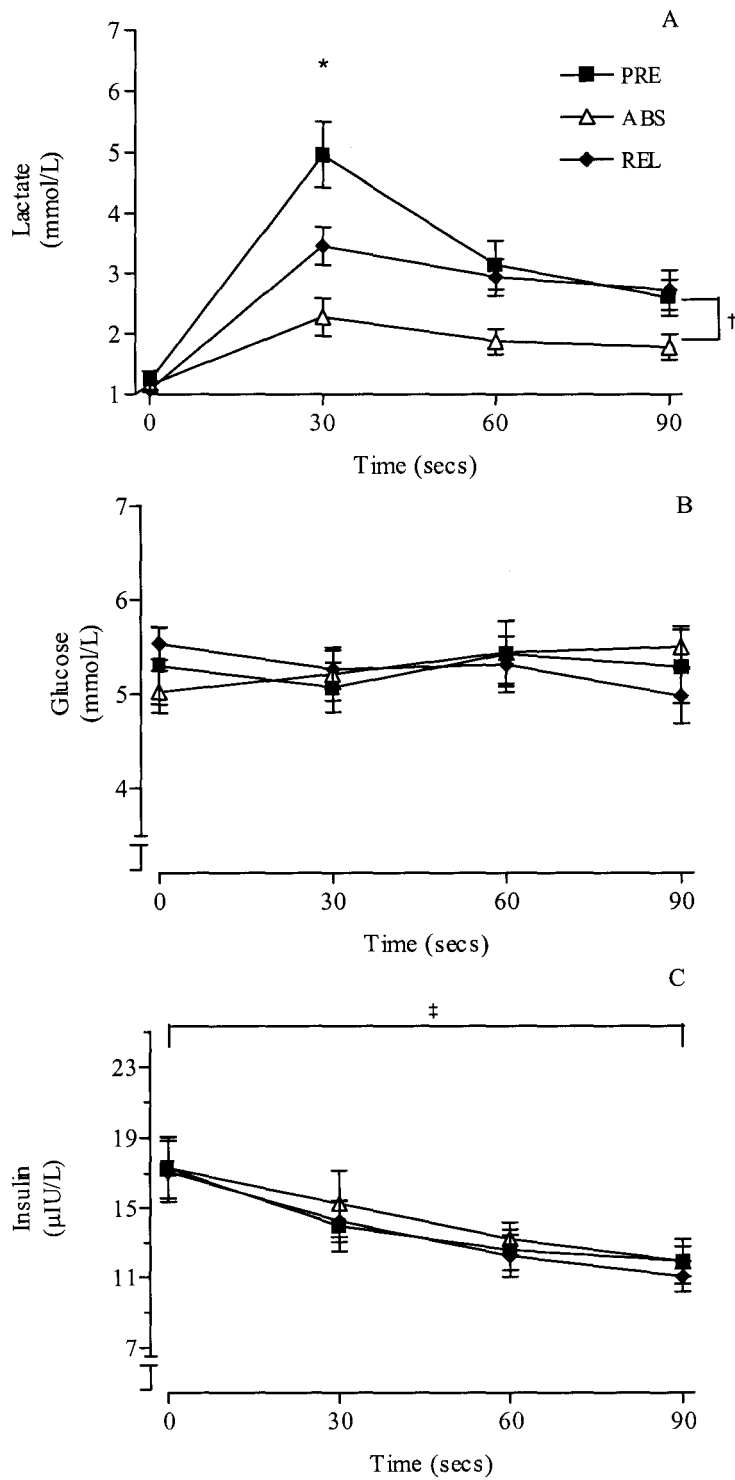 A
7
6
5
4
3
2
1
Lactate
(mmol/L)
*
PRE
ABS
REL
†
0 30 60 90
Time (secs)
B
7
6
5
4
Glucose
(mmol/L)
0 30 60 90
Time (secs)
C
‡
23
19
15
11
7
Insulin
(µIU/L)
0 30 60 90
Time (secs)